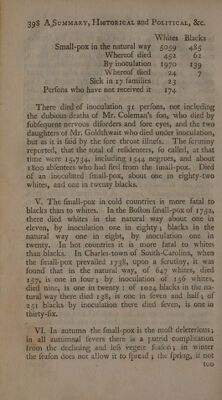 398 A SUMMARY, HISTORICAL and POLITICAL, &c.
Whites Blacks
Small-pox in the natural way 5059 485
Whereof died 452 62
By inoculation 1970 139
Whereof died 24 7
Sick in 17 families 23
Persons who have not received it 174
There died of inoculation 31 persons, not including
the dubious deaths of Mr. Coleman's son, who died by
subsequent nervous disorders and sore eyes, and the two
daughters of Mr. Goldthwait who died under inoculation,
but as it is said by the sore throat illness. The scrutiny
reported, that the total of residenters, so called, at that
time were 15,734, including 1544 negroes, and about
1800 absentees who had fled from the small-pox. Died
of an inoculated small-pox, about one in eighty-two
whites, and one in twenty blacks.
V. The small-pox in cold countries is more fatal to
blacks than to whites. In the Boston small-pox of 1752,
there died whites in the natural way about one in
eleven, by inoculation one in eighty; blacks in the
natural way one in eight, by inoculation one in
twenty. In hot countries it is more fatal to whites
than blacks. In Charles-town of South-Carolina, when
the small-pox prevailed 1738, upon a scrutiny, it was
found that in the natural way, of 647 whites, died
157, is one in four; by inoculation of 156 whites,
died nine, is one in twenty: of 1024 blacks in the na-
tural way there died 138, is one in seven and half; of
251 blacks by inoculation there died seven, is one in
thirty-six.
VI. In autumn the small-pox is the most deleterious;
in all autumnal fevers there is a putrid complication
from the declining and less vegete season; in winter
the season does not allow it to spread; the spring, if not
too